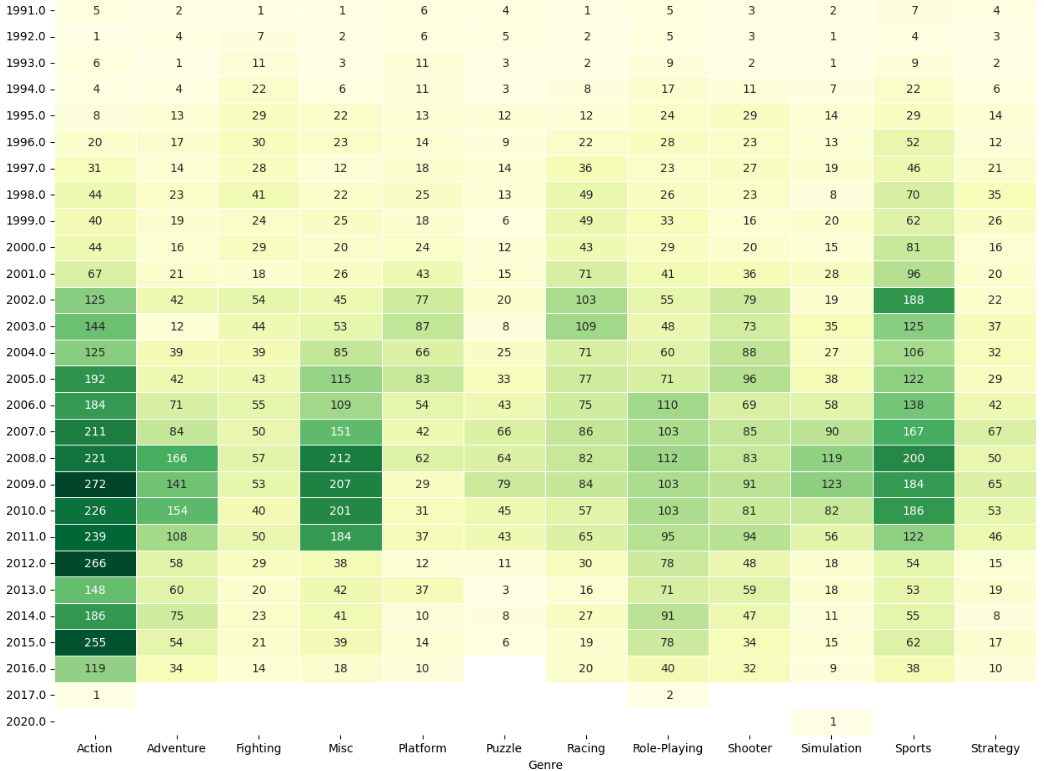 1991.0 5 2 1 1 6 4 1 5 3 2 7 4
1992.0 1 4 7 2 6 5 2 5 3 1 4 3
1993.0 6 1 11 3 11 3 2 9 2 1 9 2
1994.0 4 4 22 6 11 3 8 17 11 7 22 6
1995.0 8 13 29 22 13 12 12 24 29 14 29 14
1996.0 20 17 30 23 14 9 22 28 23 13 52 12
1997.0 31 14 28 12 18 14 36 23 27 19 46 21
1998.0 44 23 41 22 25 13 49 26 23 8 70 35
1999.0 40 19 24 25 18 6 49 33 16 20 62 26
2000.0 44 16 29 20 24 12 43 29 20 15 81 16
2001.0 67 21 18 26 43 15 71 41 36 28 96 20
2002.0 125 42 54 45 77 20 103 55 79 19 188 22
2003.0 144 12 44 53 87 8 109 48 73 35 125 37
2004.0 125 39 39 85 66 25 71 60 88 27 106 32
2005.0 192 42 43 115 83 33 77 71 96 38 122 29
2006.0 184 71 55 109 54 43 75 110 69 58 138 42
2007.0 211 84 50 151 42 66 86 103 85 90 167 67
2008.0 221 166 57 212 62 64 82 112 83 119 200 50
2009.0 272 141 53 207 29 79 84 103 91 123 184 65
2010.0 226 154 40 201 31 45 57 103 81 82 186 53
2011.0 239 108 50 184 37 43 65 95 94 56 122 46
2012.0 266 58 29 38 12 11 30 78 48 18 54 15
2013.0 148 60 20 42 37 3 16 71 59 18 53 19
2014.0 186 75 23 41 10 8 27 91 47 11 55 8
2015.0 255 54 21 39 14 6 19 78 34 15 62 17
2016.0 119 34 14 18 10 20 40 32 9 38 10
2017.0 1 2
2020.0 1
Action Adventure Fighting Misc Platform Puzzle Racing Role-Playing Shooter Simulation Sports Strategy
Genre